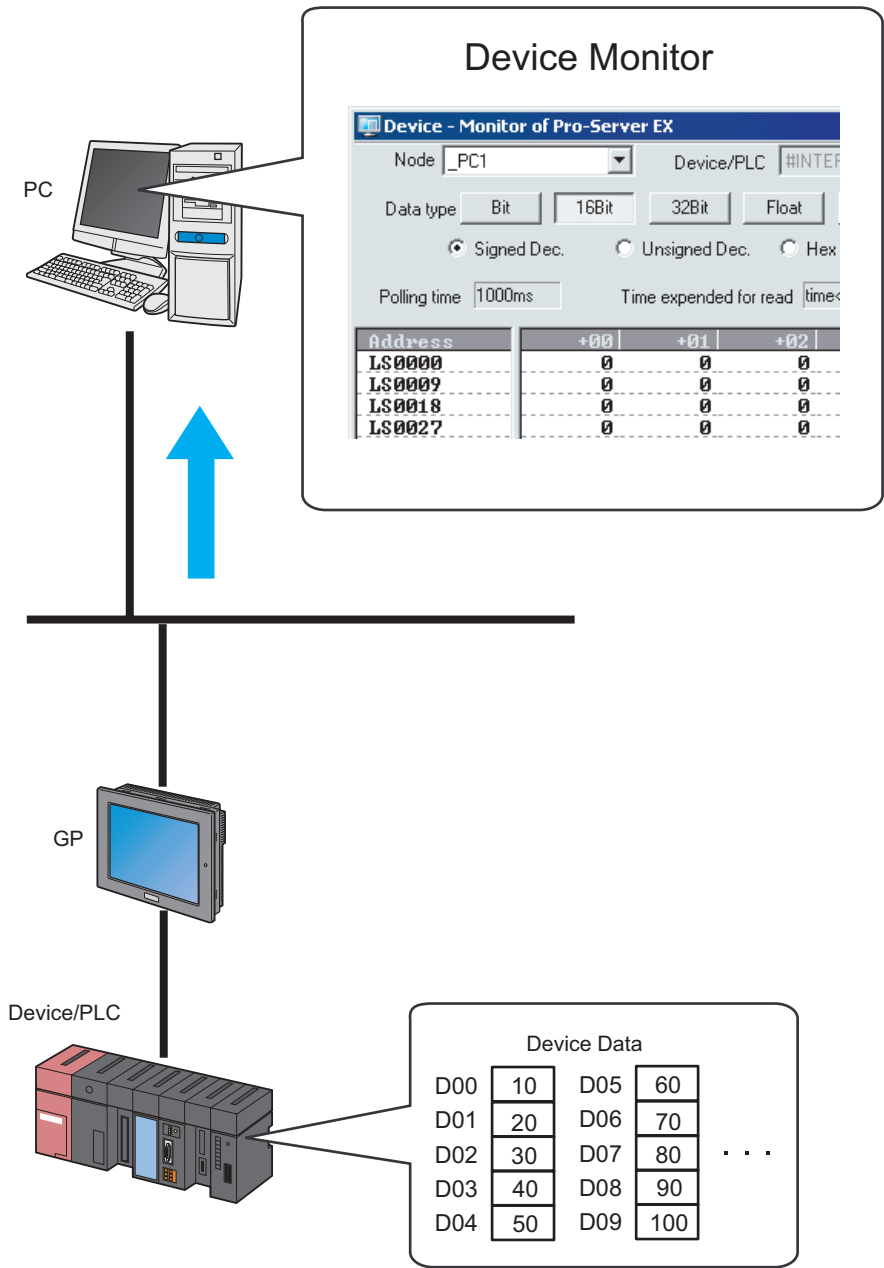 Device Monitor
Device - Monitor of Pro-Server EX
Node _PC1 Device/PLC
Data type Bit 16Bit 32Bit Float
Signed Dec. Unsigned Dec. Hex
Polling time 1000ms Time expended for read
Address +00 +01 +02
LS0000 0 0 0
LS0009 0 0 0
LS0018 0 0 0
LS0027 0 0 0
PC
GP
Device/PLC
Device Data
D00 10 D05 60
D01 20 D06 70
D02 30 D07 80 . . .
D03 40 D08 90
D04 50 D09 100